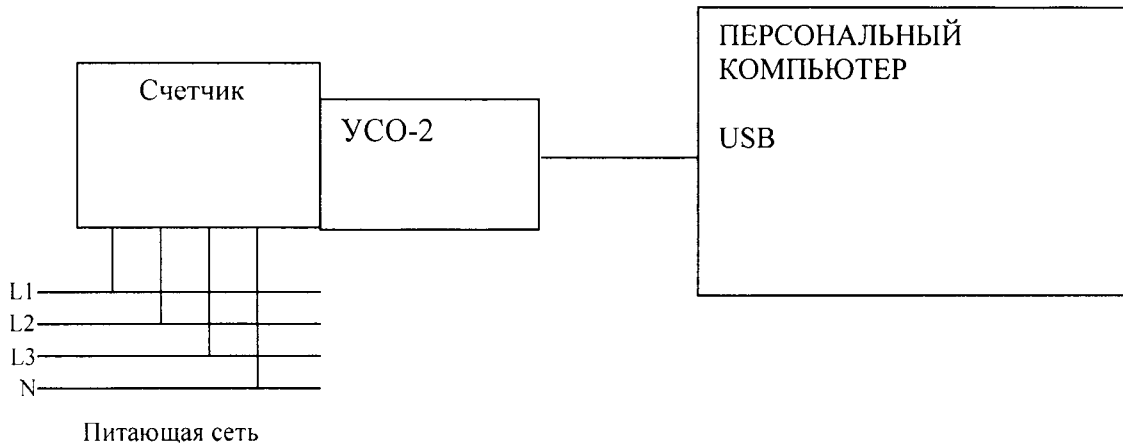 Счетчик
УСО-2
ПЕРСОНАЛЬНЫЙ
КОМПЬЮТЕР
USB
L1
L2
L3
N
Питающая сеть